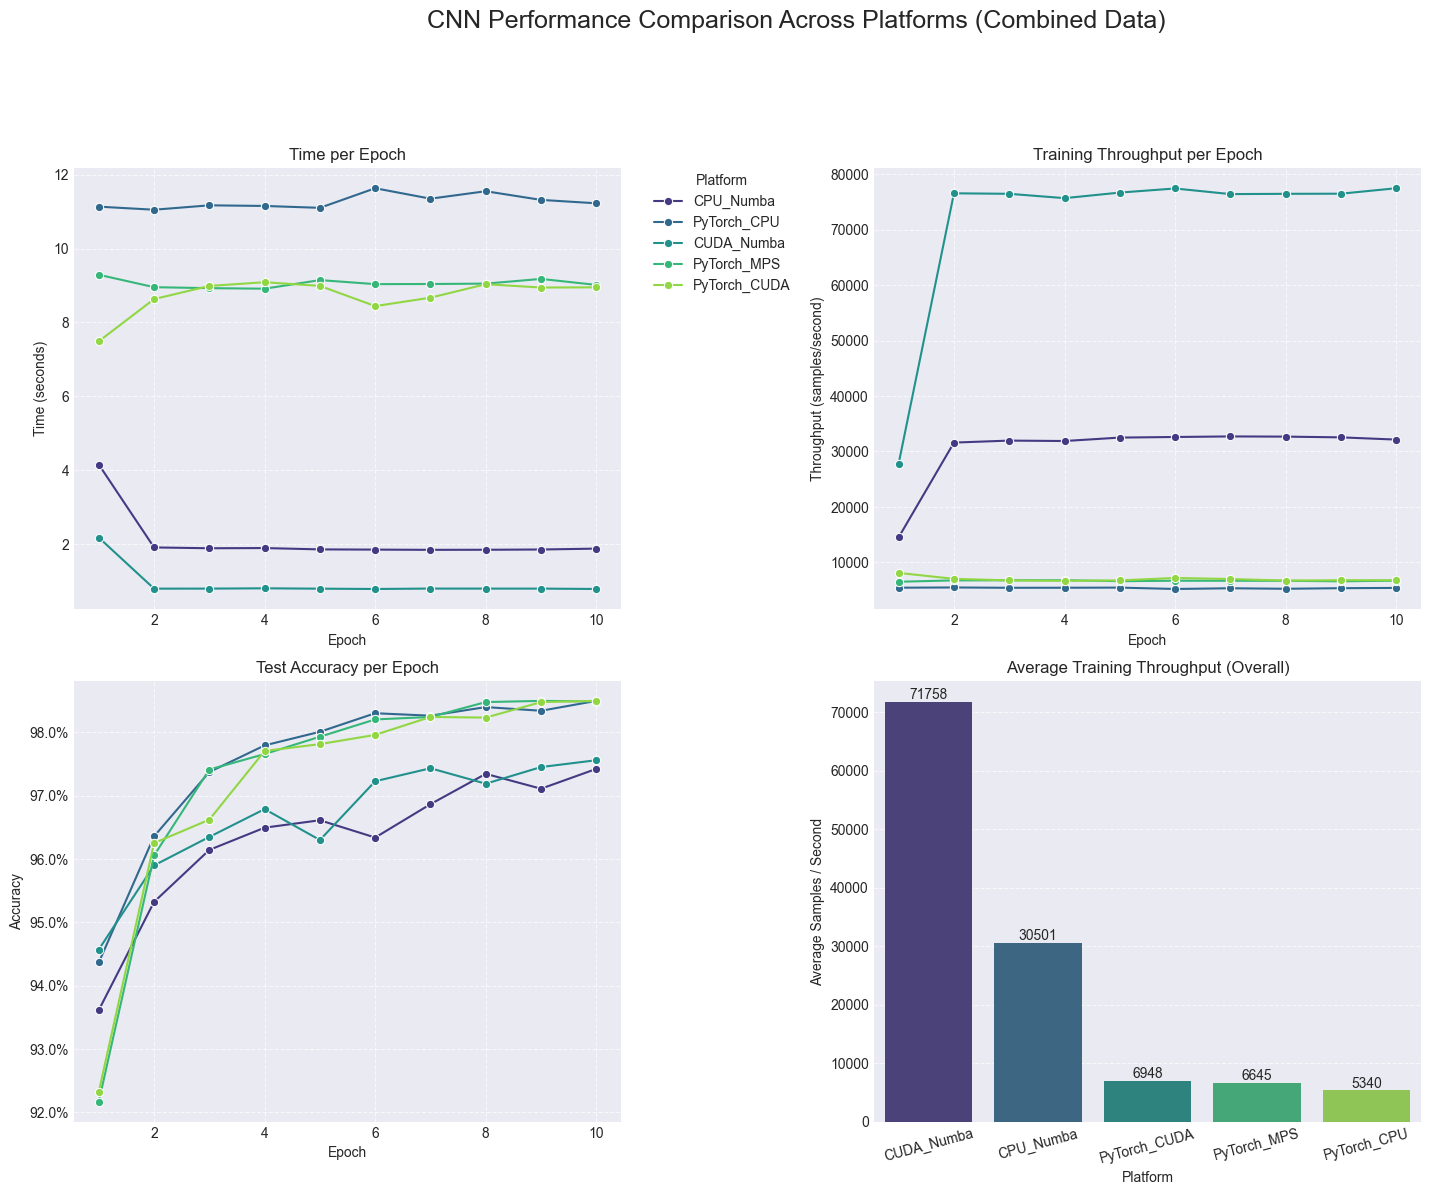 CNN Performance Comparison Across Platforms (Combined Data)
Time per Epoch
12
10
8
6
4
2
Time (seconds)
2
4
6
8
10
Epoch
Platform
CPU_Numba
PyTorch_CPU
CUDA_Numba
PyTorch_MPS
PyTorch_CUDA
Training Throughput per Epoch
80000
70000
60000
50000
40000
30000
20000
10000
Throughput (samples/second)
2
4
6
8
10
Epoch
Test Accuracy per Epoch
98.0%
97.0%
96.0%
95.0%
94.0%
93.0%
92.0%
Accuracy
2
4
6
8
10
Epoch
Average Training Throughput (Overall)
70000
60000
50000
40000
30000
20000
10000
0
Average Samples / Second
71758
30501
6948
6645
5340
CUDA_Numba
CPU_Numba
PyTorch_CUDA
PyTorch_MPS
PyTorch_CPU
Platform